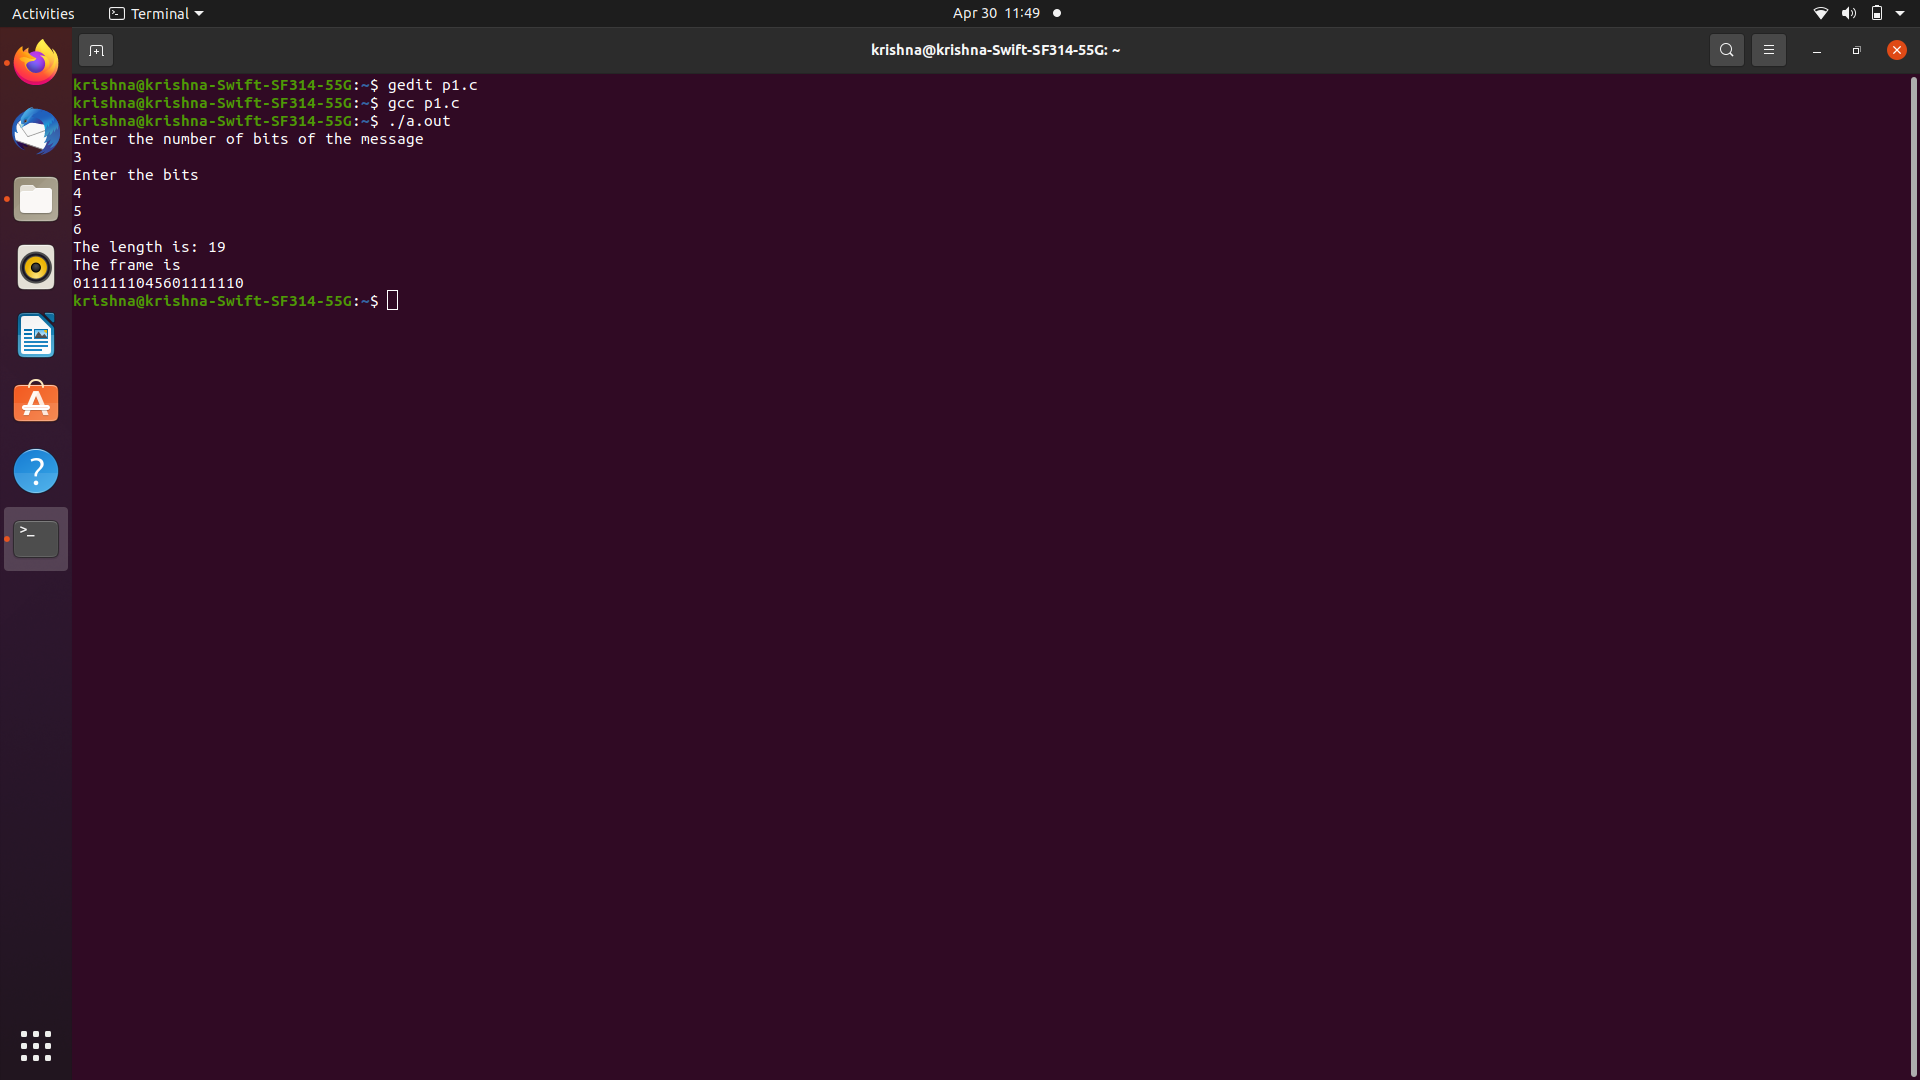 Activities Terminal Apr 30 11:49
krishna@krishna-Swift-SF314-55G: ~
krishna@krishna-Swift-SF314-55G:~$ gedit p1.c
krishna@krishna-Swift-SF314-55G:~$ gcc p1.c
krishna@krishna-Swift-SF314-55G:~$ ./a.out
Enter the number of bits of the message
3
Enter the bits
4
5
6
The length is: 19
The frame is
0111111045601111110
krishna@krishna-Swift-SF314-55G:~$